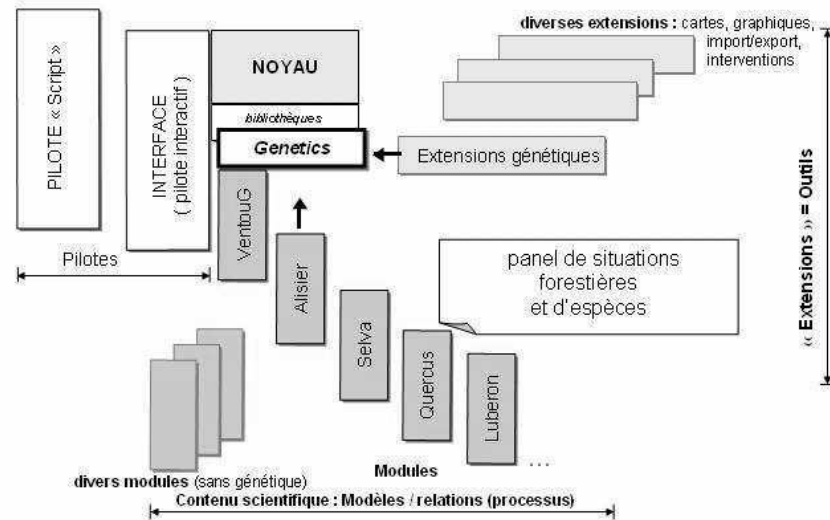 PILOTE « Script »
INTERFACE
( pilote interactif )
NOYAU
bibliothèques
Genetics
Extensions génétiques
diverses extensions : cartes, graphiques,
import/export,
interventions
« Extensions » = Outils
Pilotes
VentouG
Alisier
Selva
Quercus
Luberon
...
panel de situations
forestières
et d'espèces
divers modules (sans génétique)
Modules
Contenu scientifique : Modèles / relations (processus)